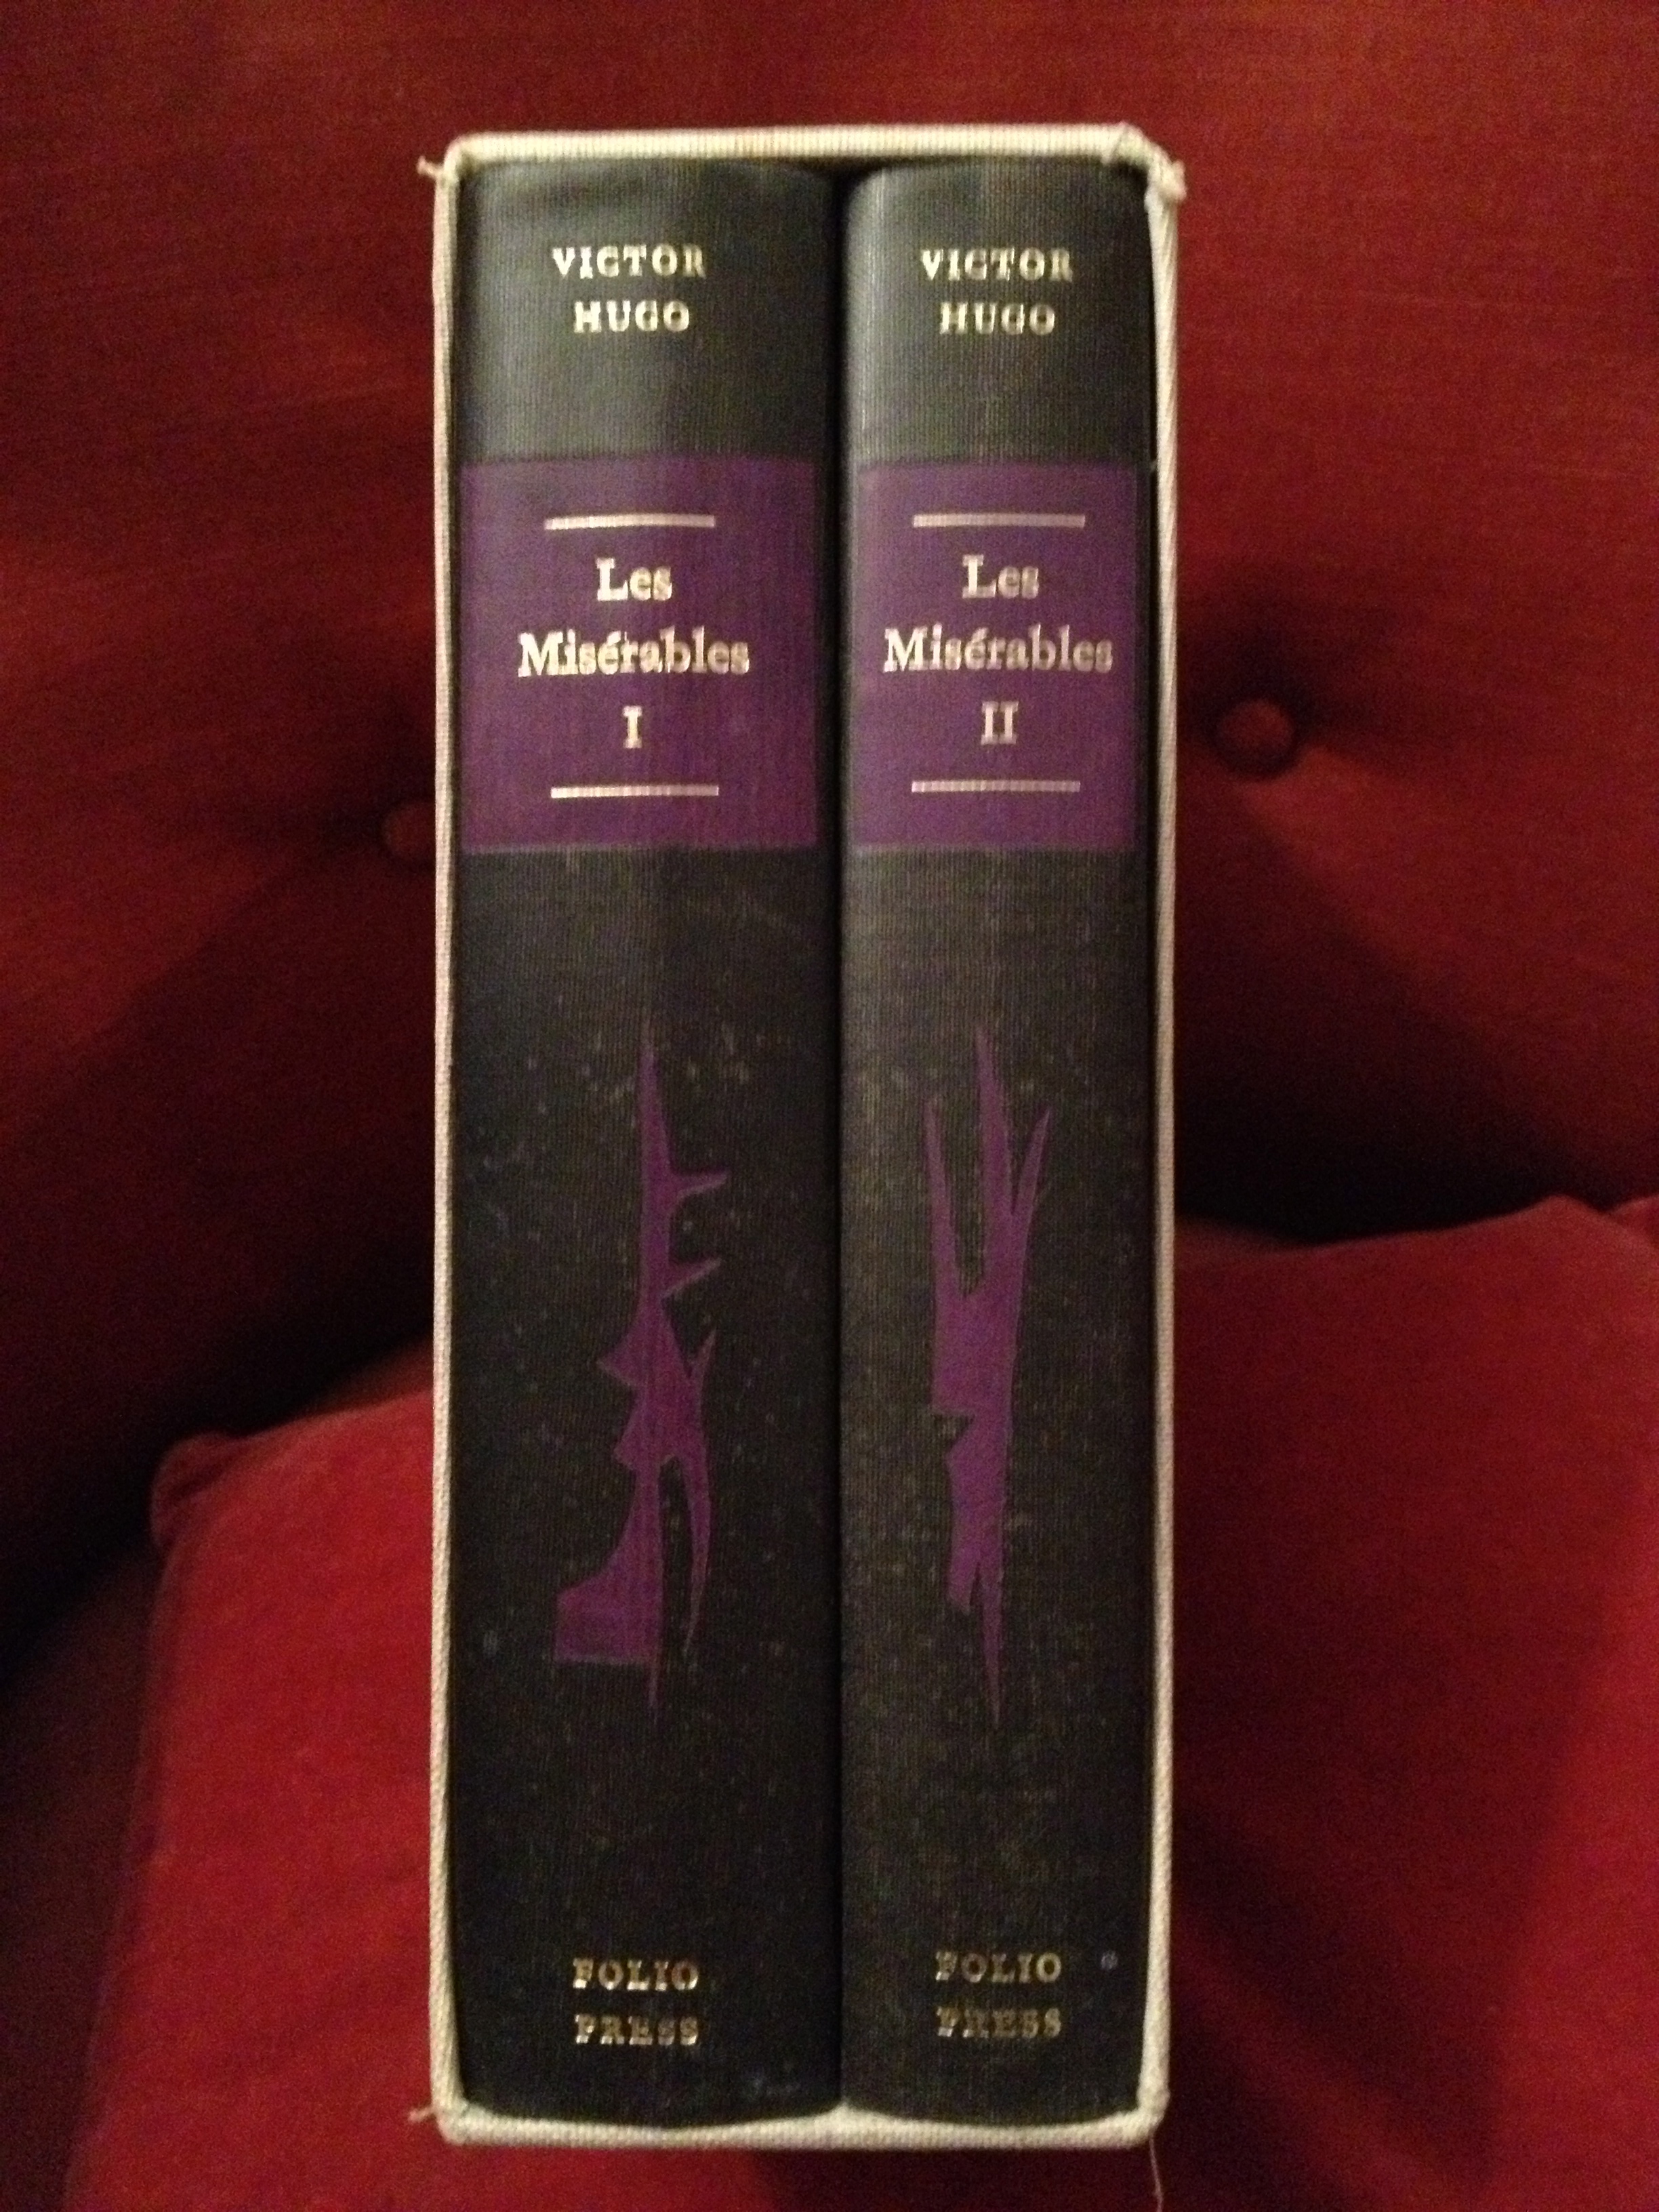 VICTOR
HUGO
Les
Misérables
I
FOLIO
PRESS
VICTOR
HUGO
Les
Misérables
II
FOLIO
PRESS